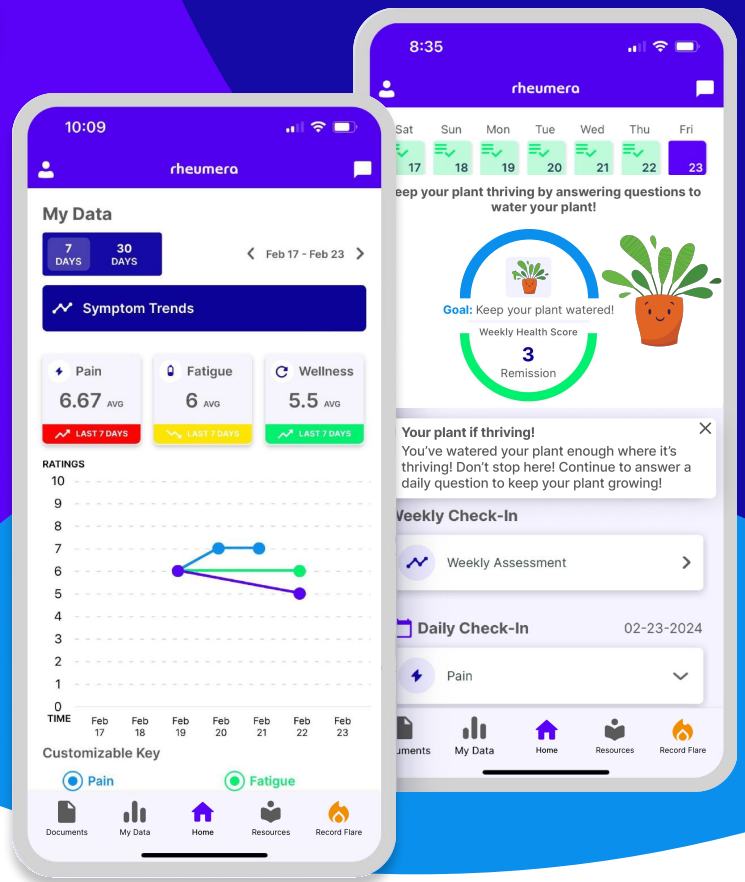 10:09
rheumera
My Data
7 DAYS
30 DAYS
Feb 17 - Feb 23
Symptom Trends
Pain
6.67 AVG
LAST 7 DAYS
Fatigue
6 AVG
LAST 7 DAYS
Wellness
5.5 AVG
LAST 7 DAYS
RATINGS
10
9
8
7
6
5
4
3
2
1
0
TIME
Feb 17
Feb 18
Feb 19
Feb 20
Feb 21
Feb 22
Feb 23
Customizable Key
Pain
Fatigue
Documents
My Data
Home
Resources
Record Flare
8:35
rheumera
Sat Sun Mon Tue Wed Thu Fri
17 18 19 20 21 22 23
eep your plant thriving by answering questions to
water your plant!
Goal: Keep your plant watered!
Weekly Health Score
3
Remission
Your plant if thriving!
You've watered your plant enough where it's
thriving! Don't stop here! Continue to answer a
daily question to keep your plant growing!
Weekly Check-In
Weekly Assessment
Daily Check-In
02-23-2024
Pain
uments
My Data
Home
Resources
Record Flare